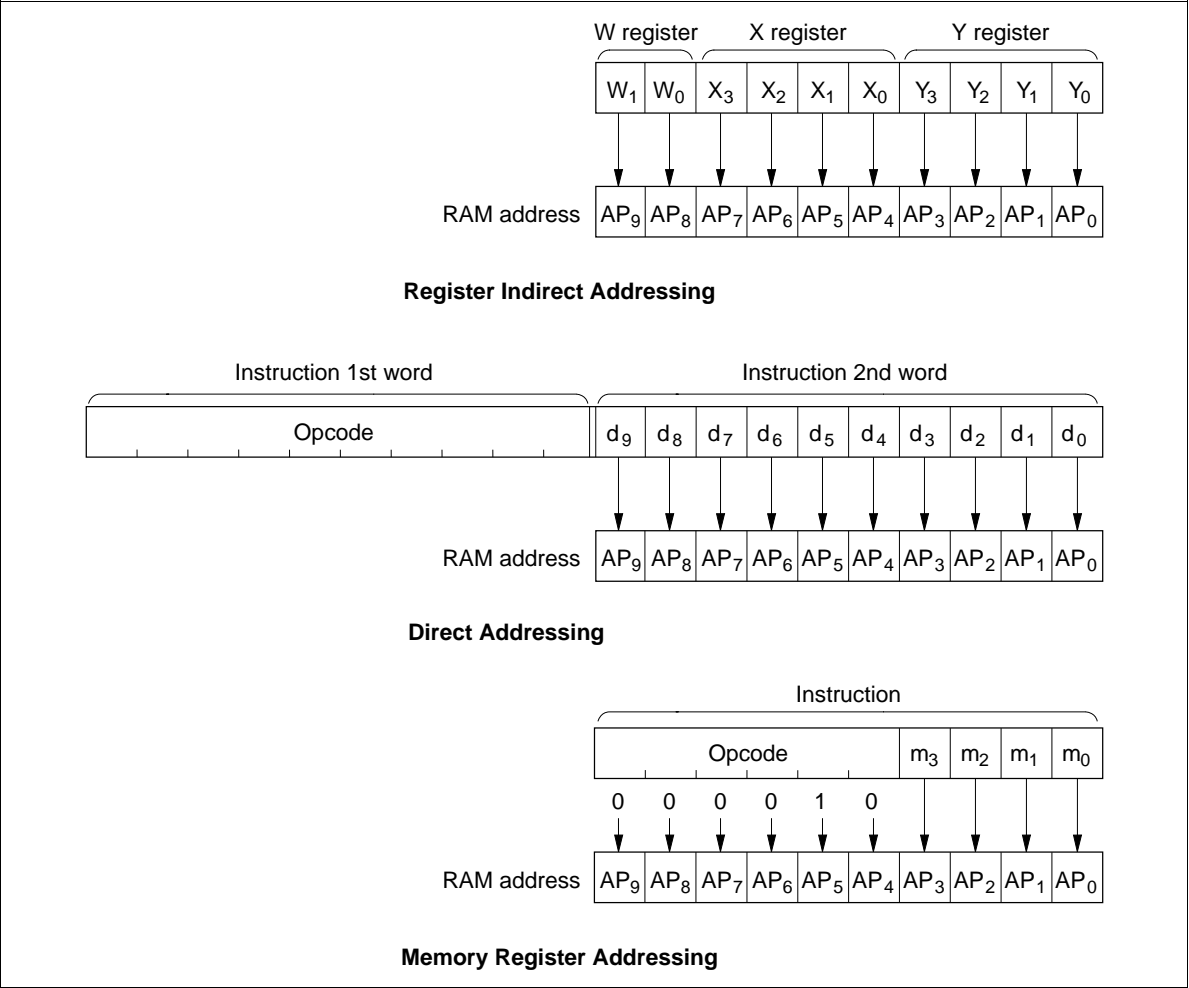 W register X register Y register
W1 W0 X3 X2 X1 X0 Y3 Y2 Y1 Y0
RAM address AP9 AP8 AP7 AP6 AP5 AP4 AP3 AP2 AP1 AP0
Register Indirect Addressing
Instruction 1st word Instruction 2nd word
Opcode d9 d8 d7 d6 d5 d4 d3 d2 d1 d0
RAM address AP9 AP8 AP7 AP6 AP5 AP4 AP3 AP2 AP1 AP0
Direct Addressing
Instruction
Opcode m3 m2 m1 m0
0 0 0 0 1 0
RAM address AP9 AP8 AP7 AP6 AP5 AP4 AP3 AP2 AP1 AP0
Memory Register Addressing